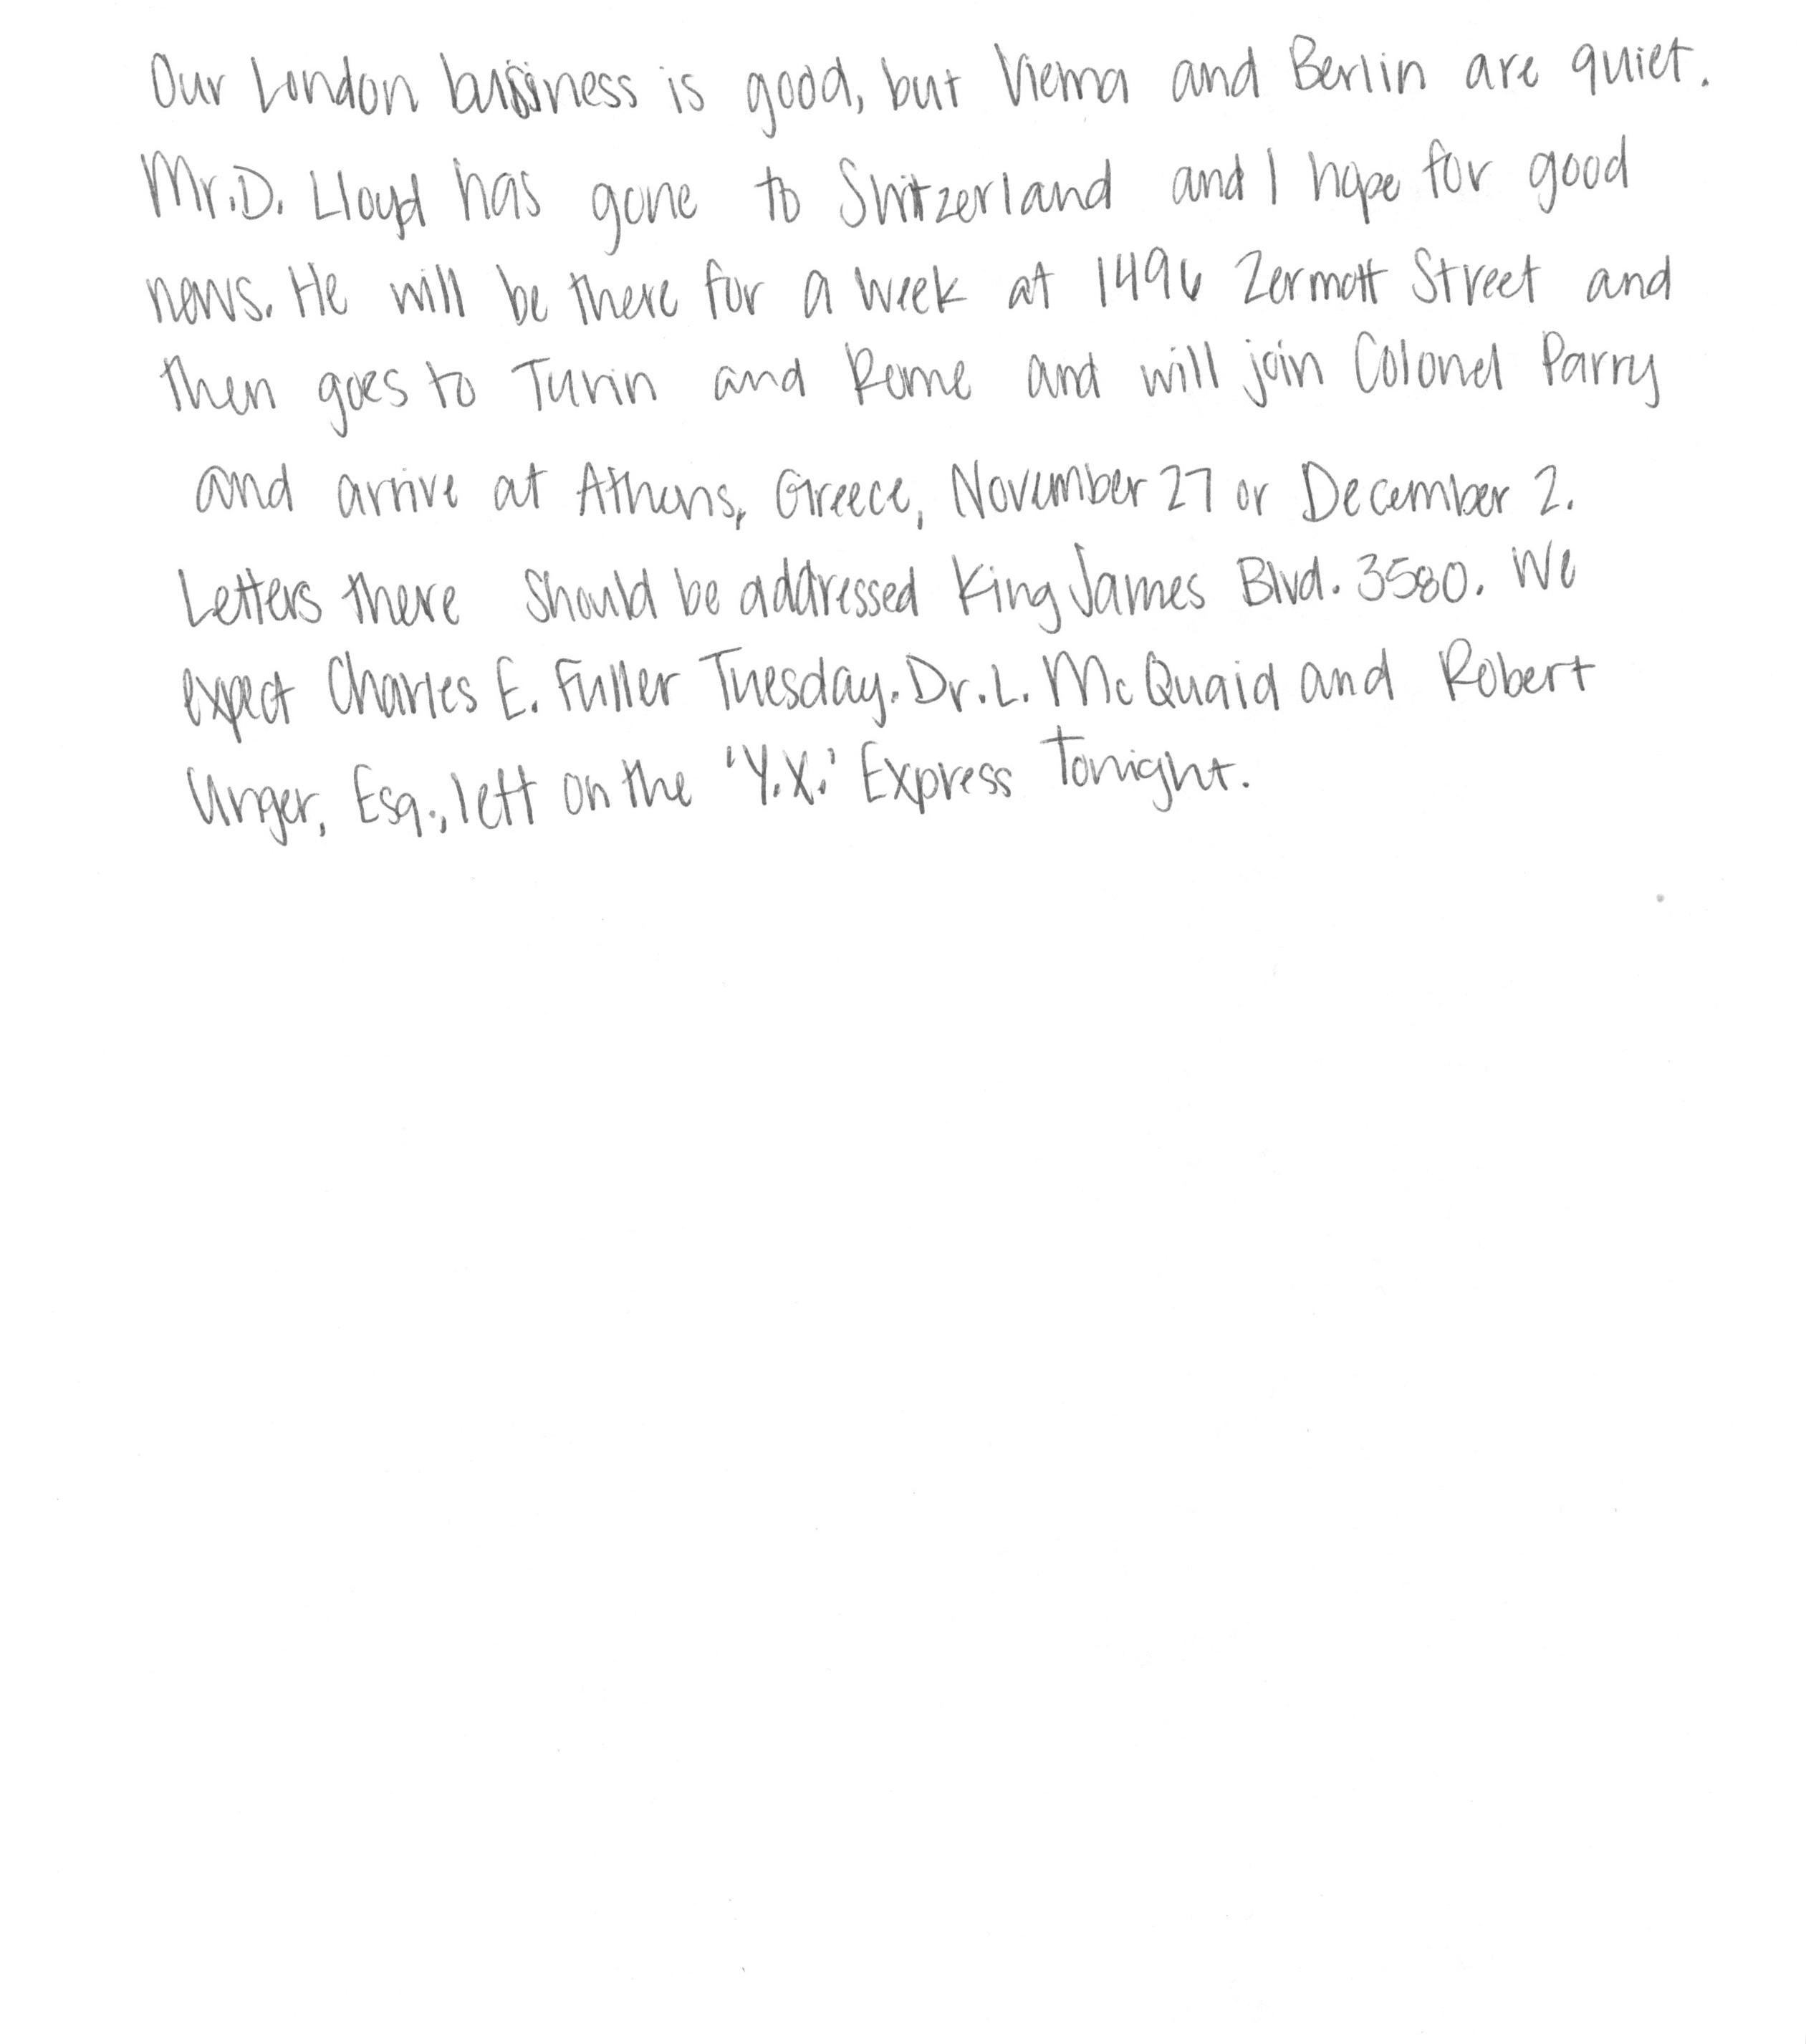 Our London business is good, but Vienna and Berlin are quiet.
Mr. D. Lloyd has gone to Switzerland and I hope for good
news. He will be there for a week at 1496 Zermott Street and
then goes to Turin and Rome and will join Colonel Parry
and arrive at Athens, Greece, November 27 or December 2.
Letters there should be addressed King James Blvd. 3580. We
expect Charles E. Fuller Tuesday. Dr. L. McQuaid and Robert
Unger, Esq., left on the 'Y.X.' Express Tonight.